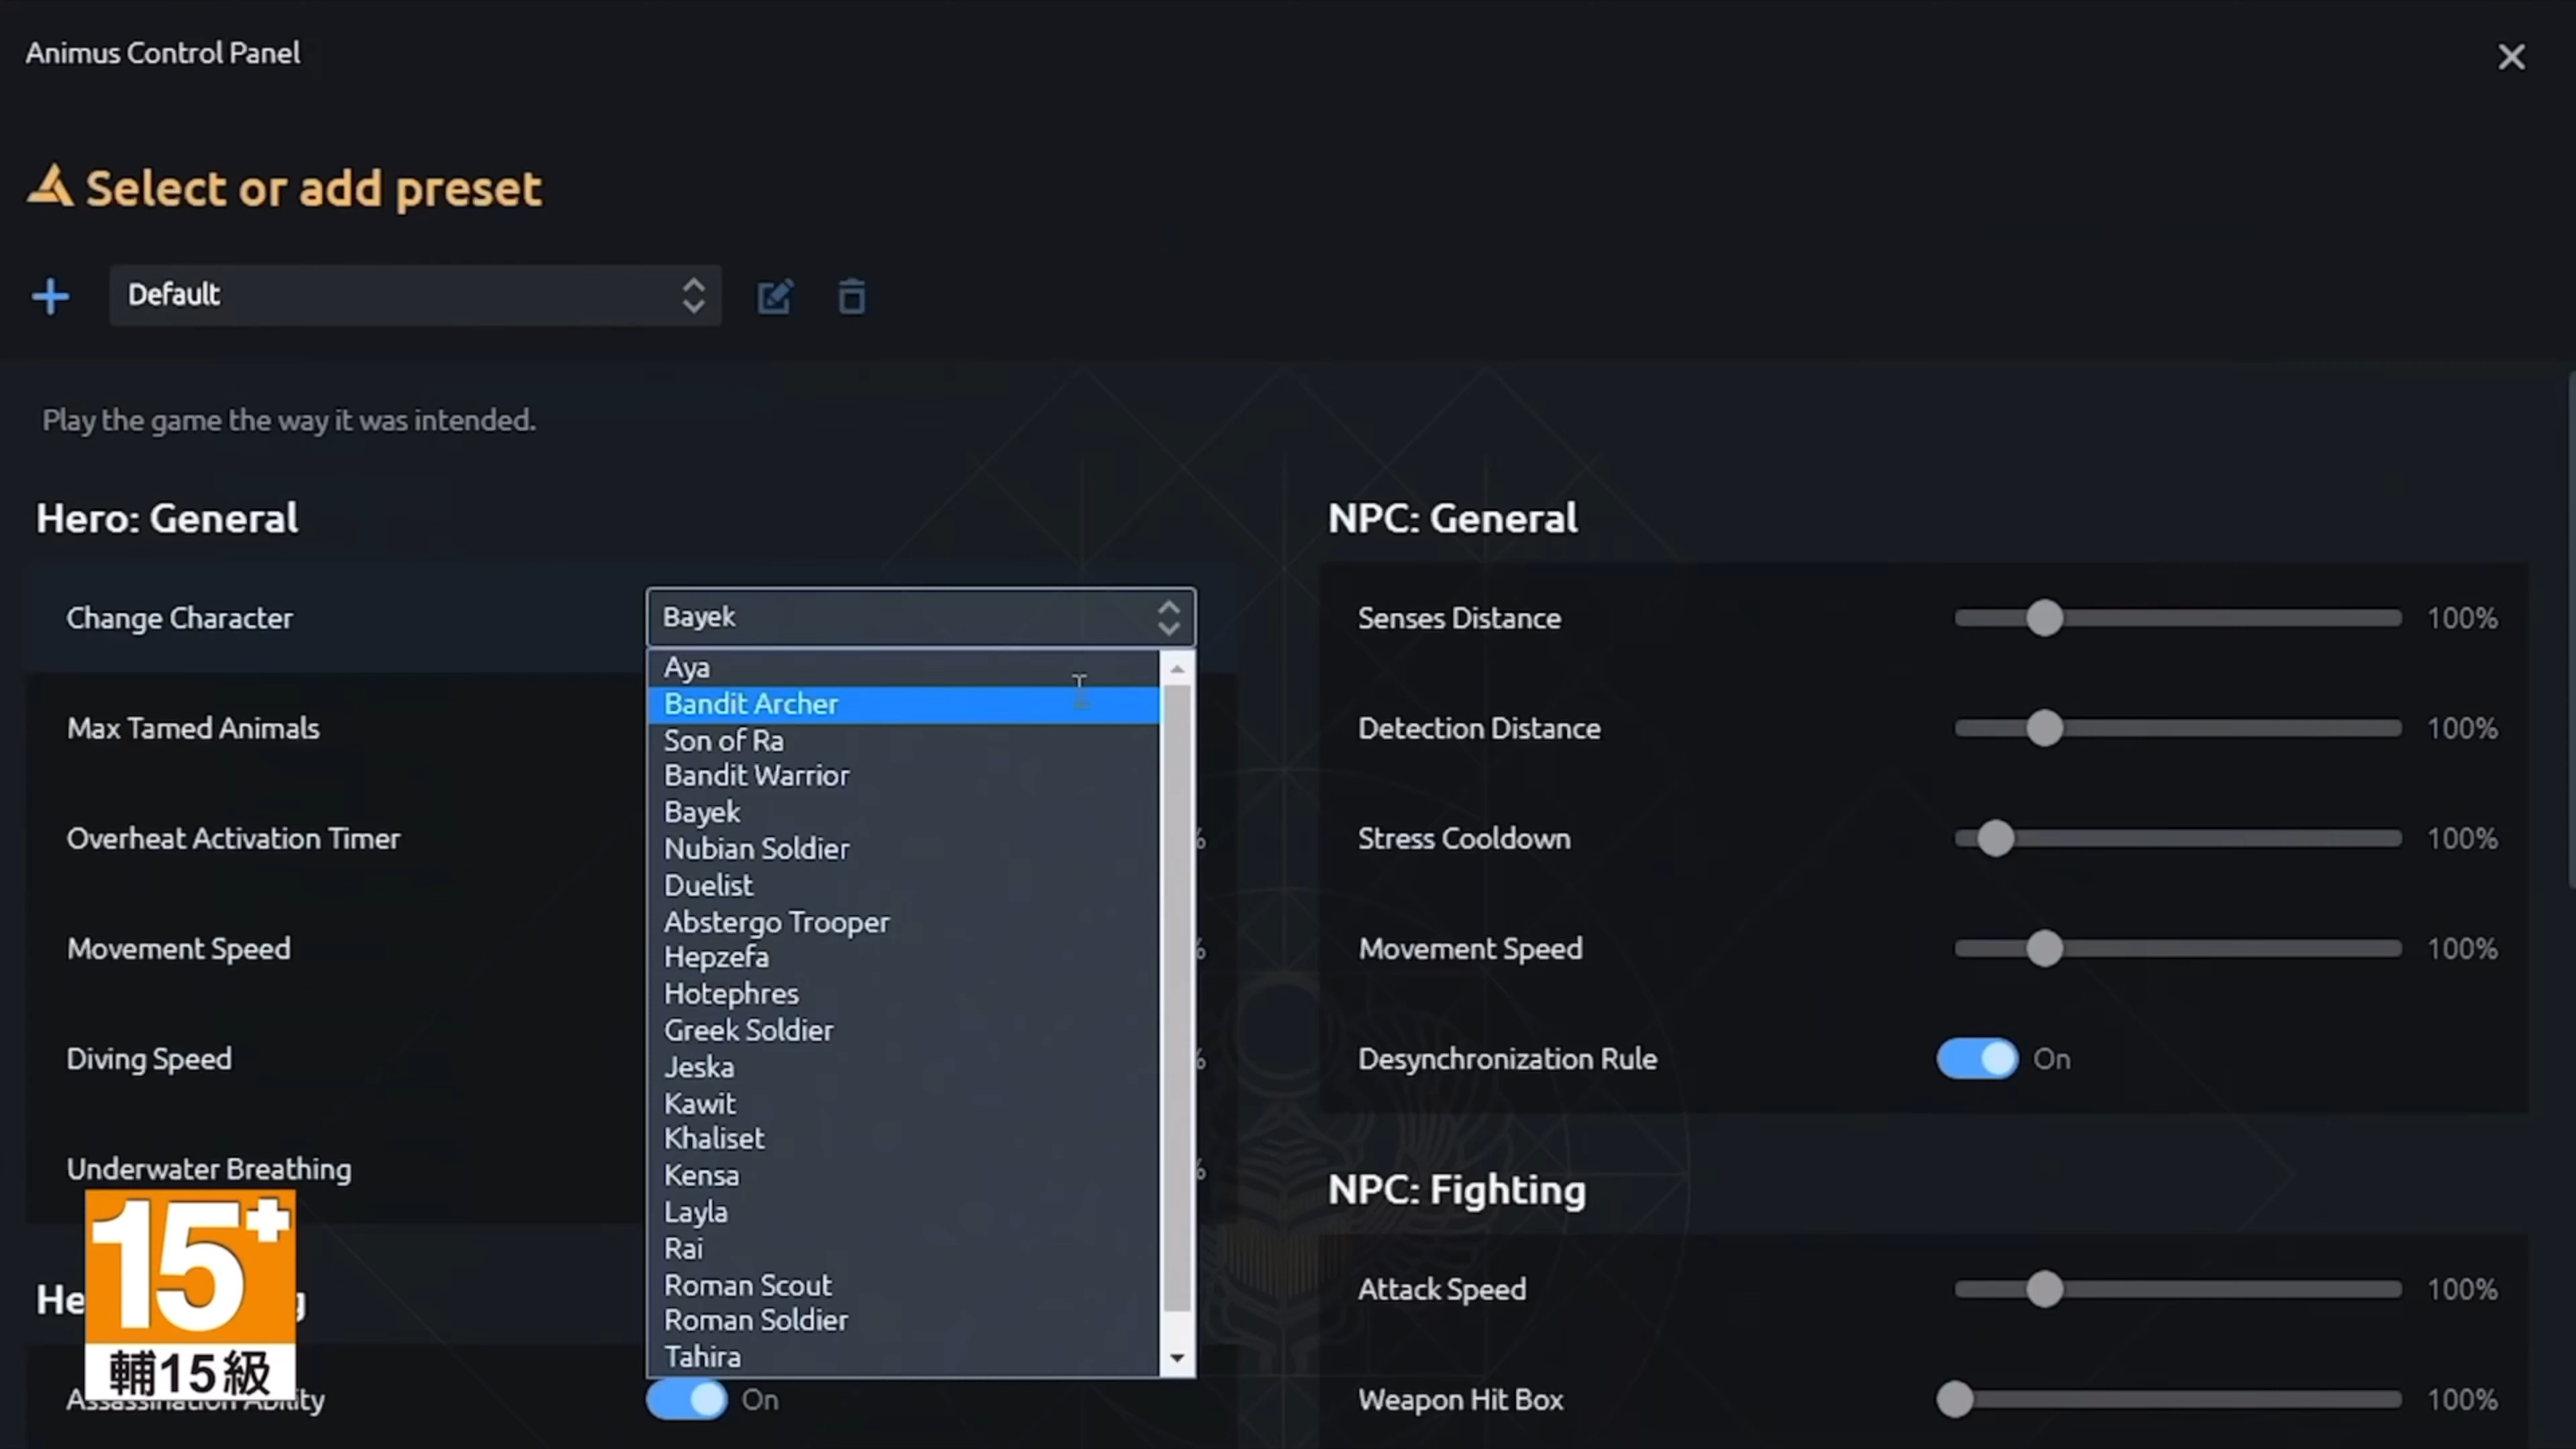 Animus Control Panel
Select or add preset
Default
Play the game the way it was intended.
Hero: General
Change Character
Bayek
Aya
Bandit Archer
Son of Ra
Bandit Warrior
Bayek
Nubian Soldier
Duelist
Abstergo Trooper
Hepzefa
Hotephres
Greek Soldier
Jeska
Kawit
Khaliset
Kensa
Layla
Rai
Roman Scout
Roman Soldier
Tahira
Max Tamed Animals
Overheat Activation Timer
%
Movement Speed
%
Diving Speed
%
Underwater Breathing
%
He
g
Assassination Ability
On
15+
輔15級
NPC: General
Senses Distance 100%
Detection Distance 100%
Stress Cooldown 100%
Movement Speed 100%
Desynchronization Rule On
NPC: Fighting
Attack Speed 100%
Weapon Hit Box 100%